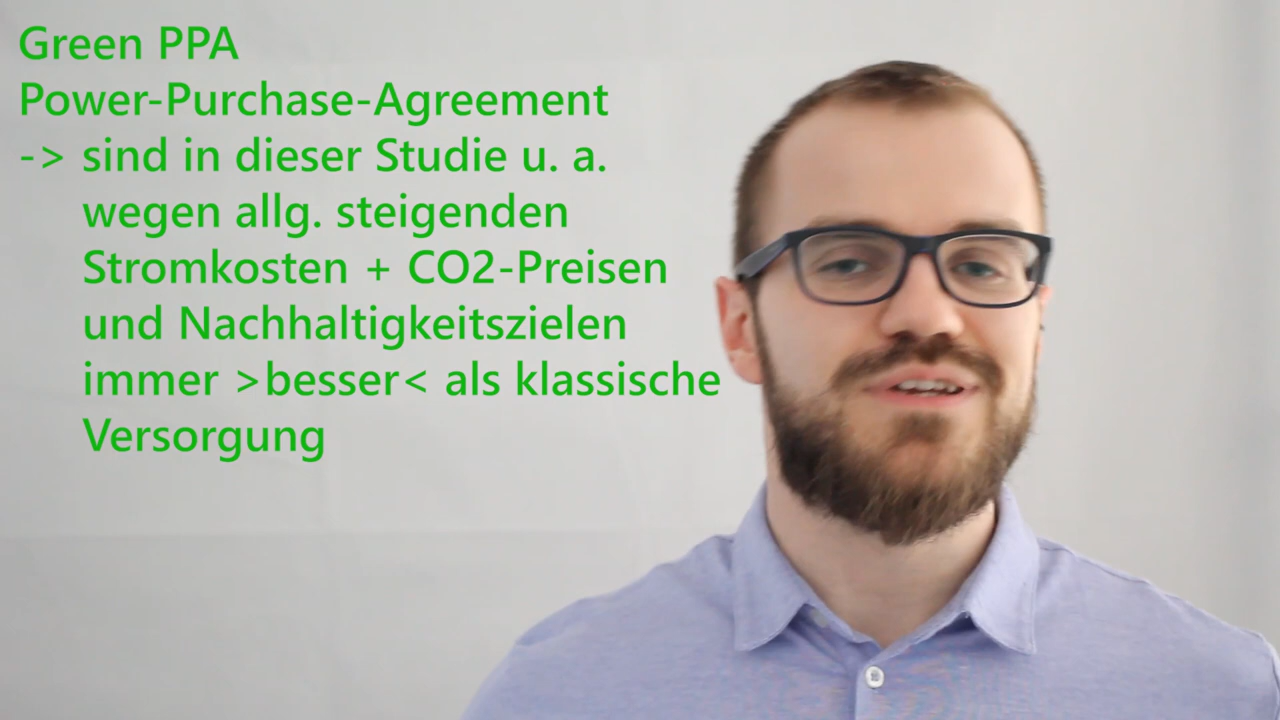 Green PPA
Power-Purchase-Agreement
-> sind in dieser Studie u. a.
wegen allg. steigenden
Stromkosten + CO2-Preisen
und Nachhaltigkeitszielen
immer >besser< als klassische
Versorgung